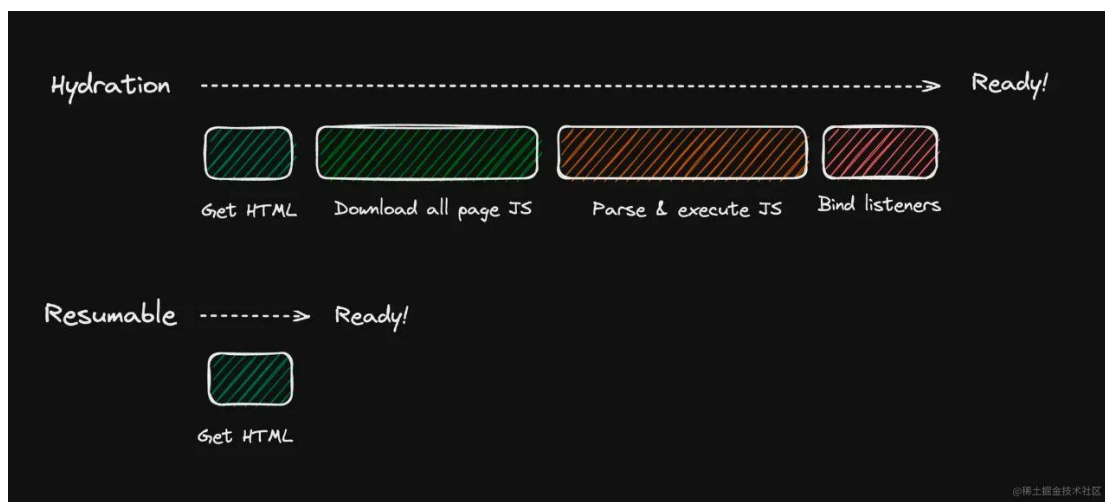 Hydration
Ready!
Get HTML
Download all page JS
Parse & execute JS
Bind listeners
Resumable
Ready!
Get HTML
@稀土掘金技术社区